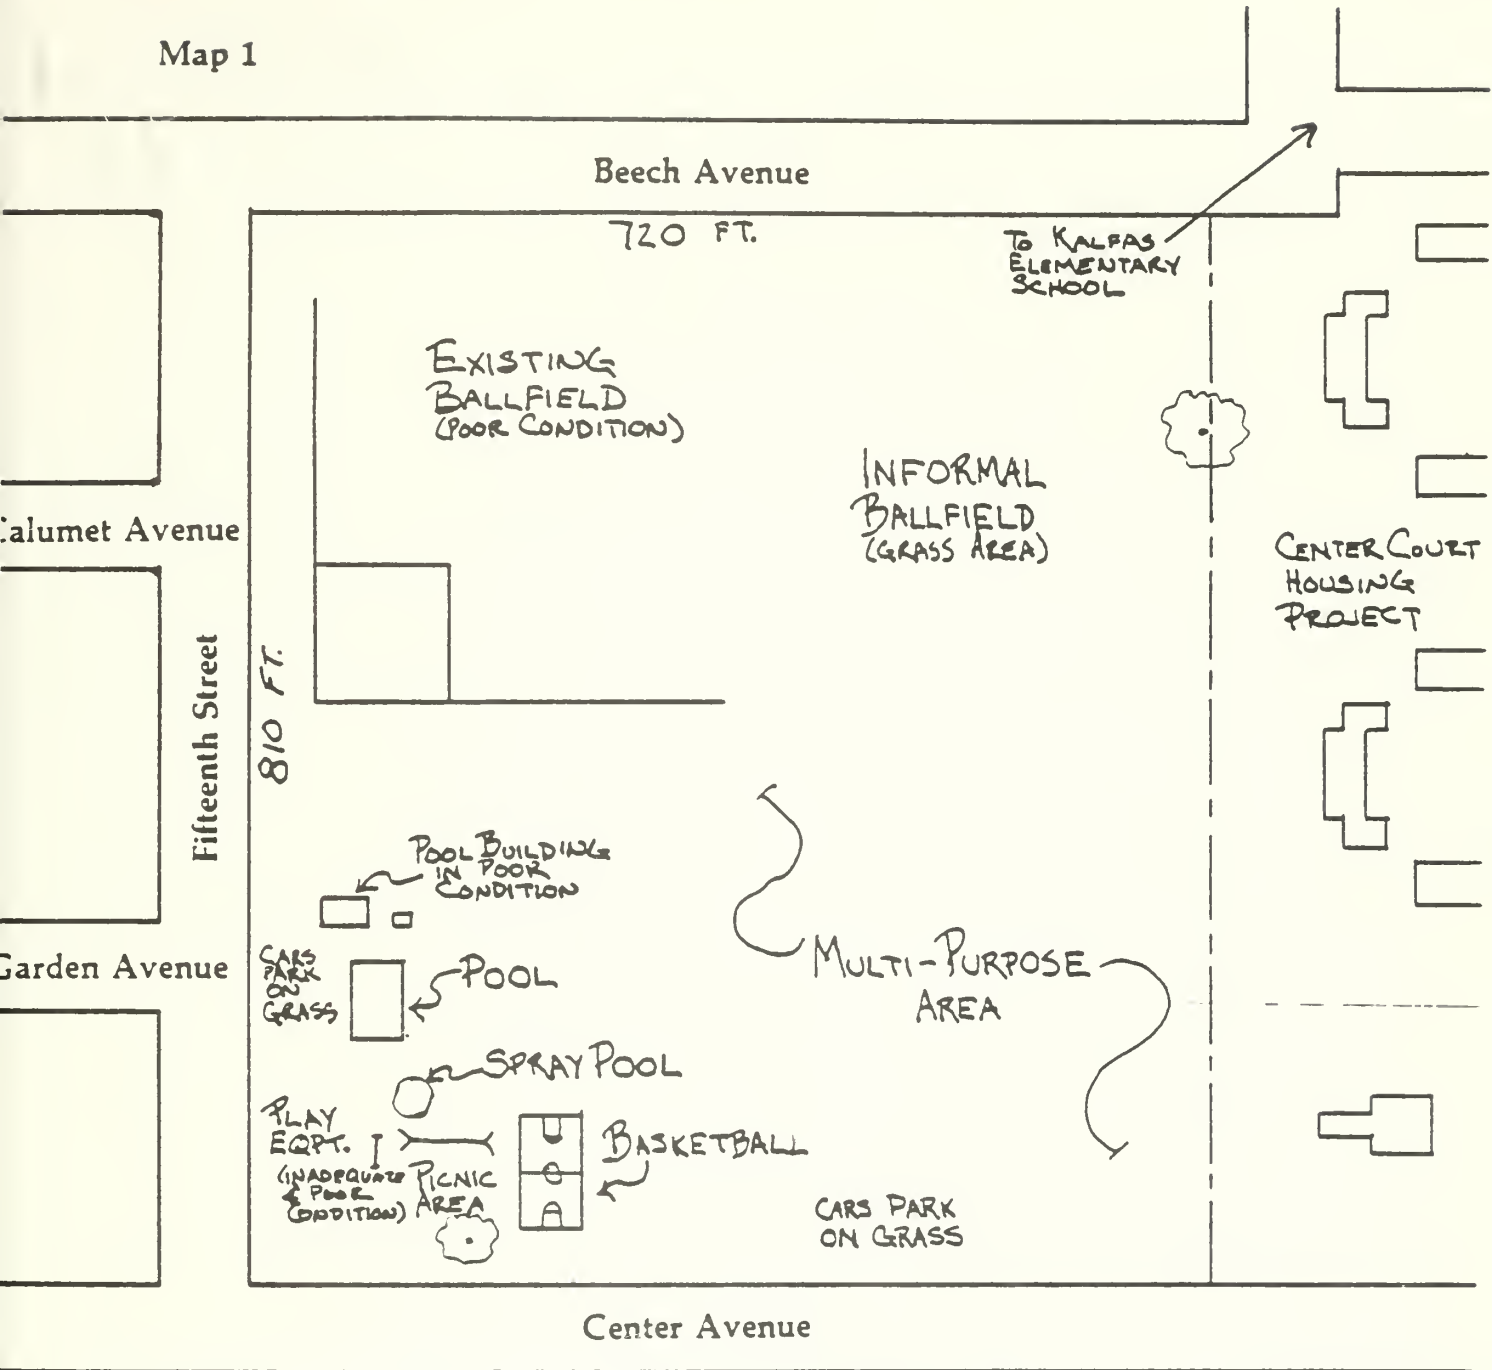 Map 1
Beech Avenue
720 FT.
To KALFAS
ELEMENTARY
SCHOOL
EXISTING
BALLFIELD
(POOR CONDITION)
INFORMAL
BALLFIELD
(GRASS AREA)
alumet Avenue
CENTER COURT
HOUSING
PROJECT
Fifteenth Street
810 FT.
POOL BUILDING
IN POOR
CONDITION
Garden Avenue
CARS
PARK
ON
GRASS
POOL
MULTI-PURPOSE
AREA
SPRAY POOL
PLAY
EQPT.
(INADEQUATE
& POOR
CONDITION)
PICNIC
AREA
BASKETBALL
CARS PARK
ON GRASS
Center Avenue